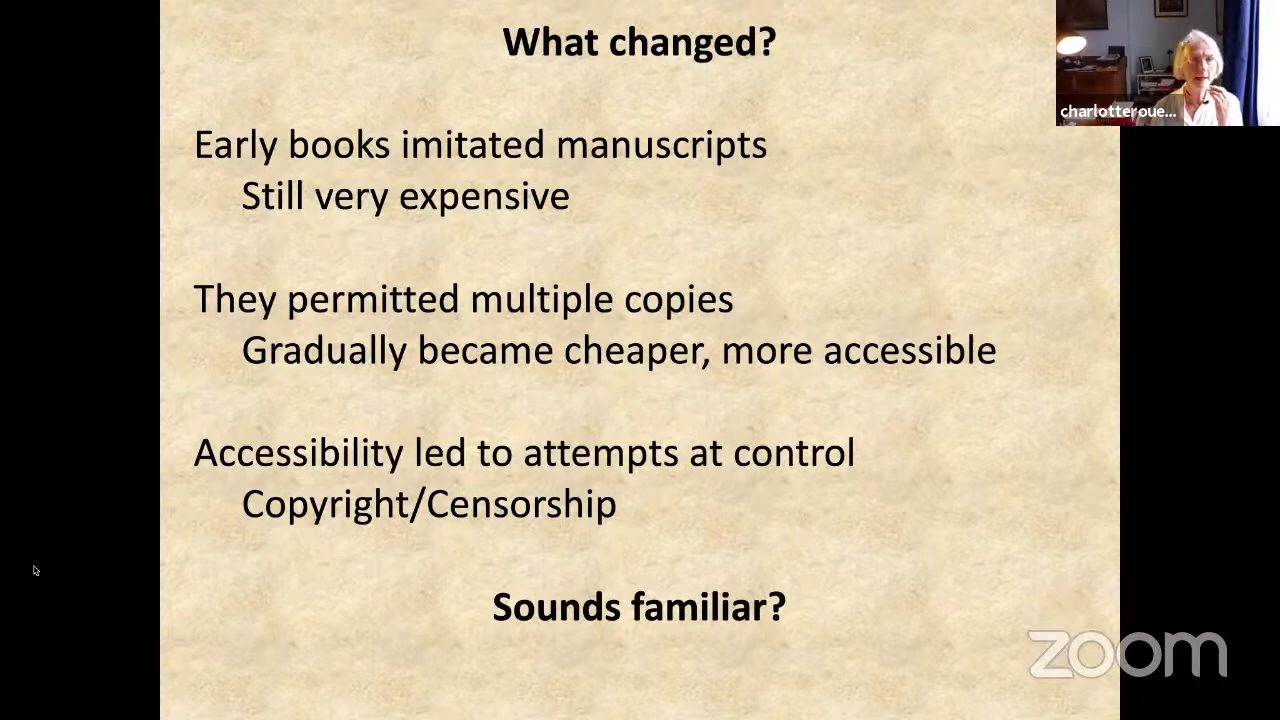 What changed?
charlotteroue...
Early books imitated manuscripts
Still very expensive
They permitted multiple copies
Gradually became cheaper, more accessible
Accessibility led to attempts at control
Copyright/Censorship
Sounds familiar?
zoom